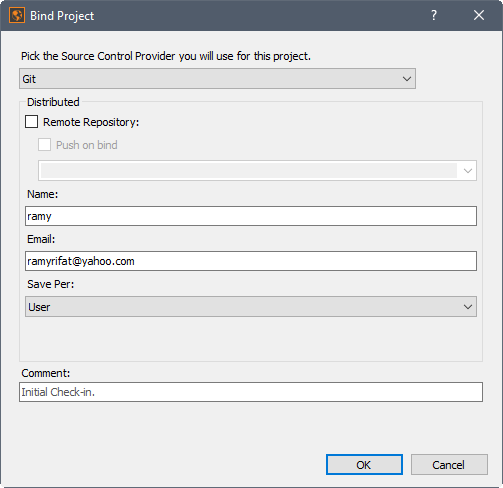 Bind Project
?
Pick the Source Control Provider you will use for this project.
Git
Distributed
Remote Repository:
Push on bind
Name:
ramy
Email:
ramyrifat@yahoo.com
Save Per:
User
Comment:
Initial Check-in.
OK Cancel